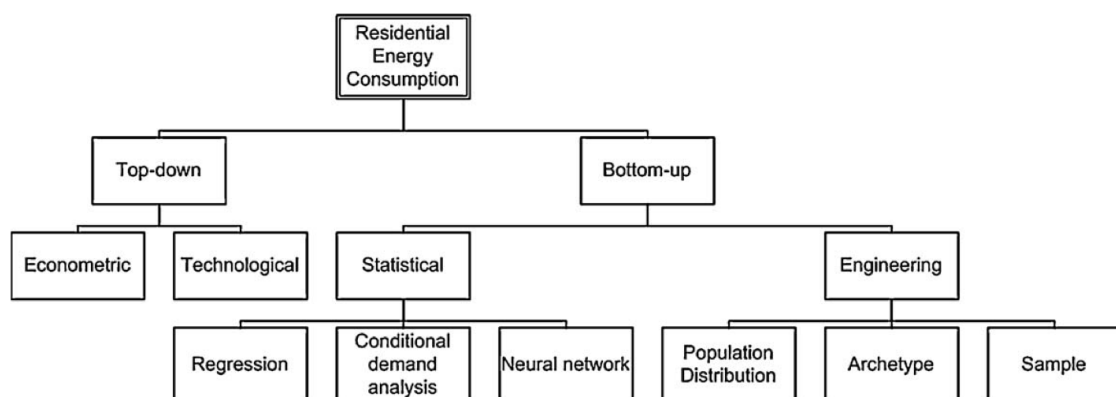 Residential
Energy
Consumption
Top-down
Bottom-up
Econometric
Technological
Statistical
Engineering
Regression
Conditional
demand
analysis
Neural network
Population
Distribution
Archetype
Sample